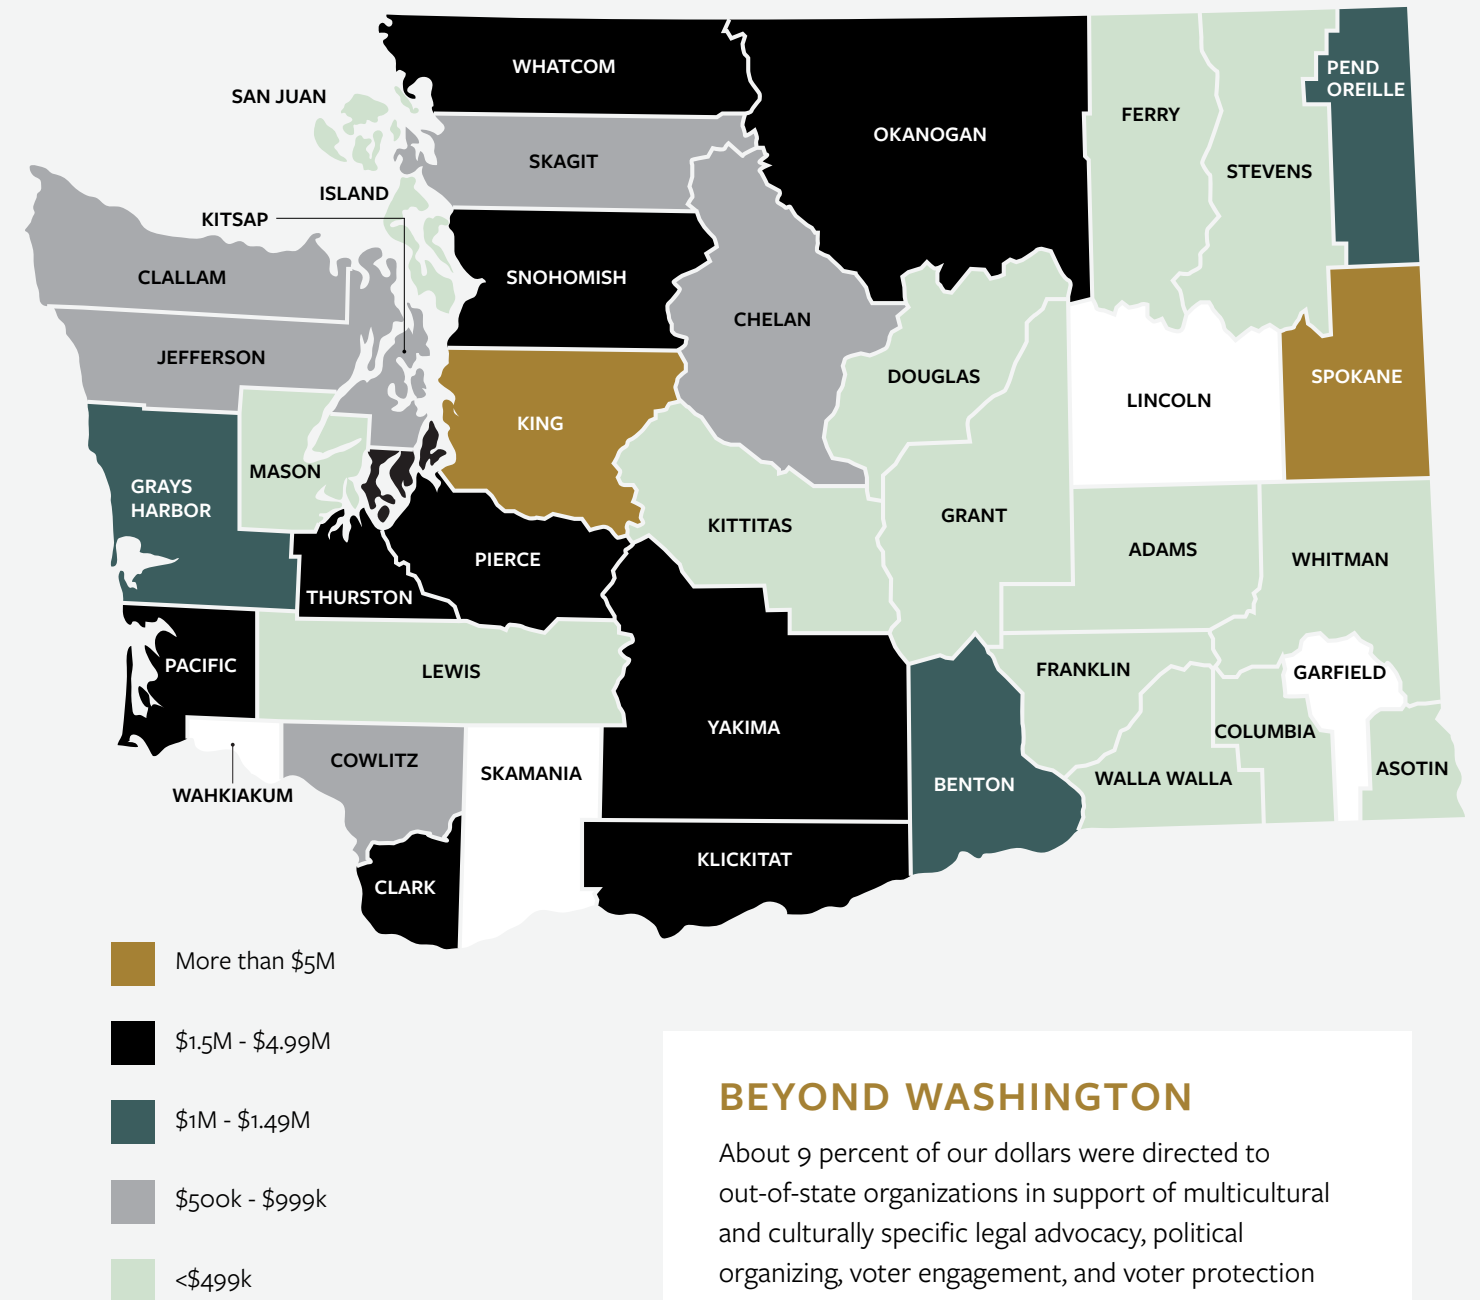 WHATCOM
SAN JUAN
PEND
OREILLE
OKANOGAN
FERRY
SKAGIT
STEVENS
ISLAND
KITSAP
CLALLAM
SNOHOMISH
CHELAN
JEFFERSON
DOUGLAS
SPOKANE
LINCOLN
KING
MASON
GRAYS
HARBOR
GRANT
KITTITAS
ADAMS
WHITMAN
PIERCE
THURSTON
PACIFIC
LEWIS
FRANKLIN
GARFIELD
YAKIMA
COLUMBIA
COWLITZ
SKAMANIA
ASOTIN
WALLA WALLA
BENTON
WAHKIAKUM
KLICKITAT
CLARK
More than $5M
$1.5M - $4.99M
$1M - $1.49M
$500k - $999k
<$499k
BEYOND WASHINGTON
About 9 percent of our dollars were directed to
out-of-state organizations in support of multicultural
and culturally specific legal advocacy, political
organizing, voter engagement, and voter protection